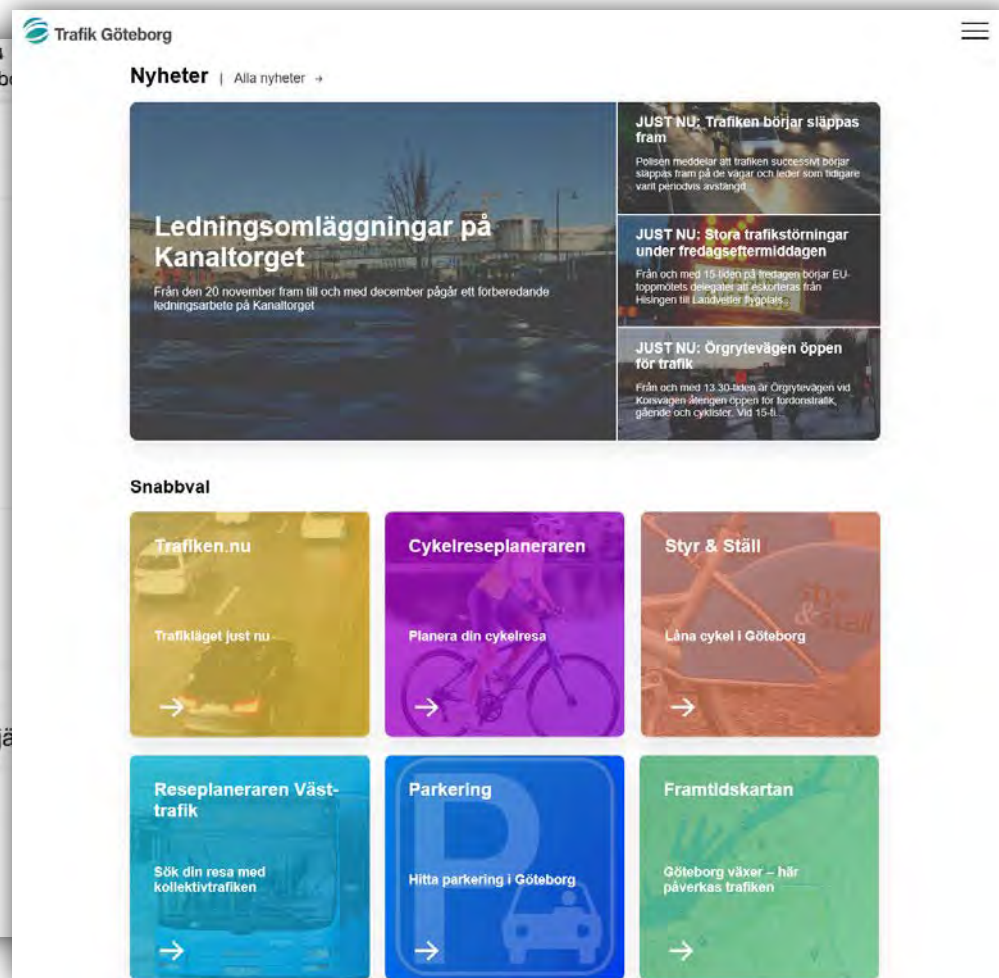 Trafik Göteborg
Nyheter | Alla nyheter →
Ledningsomläggningar på
Kanaltorget
Från den 20 november fram till och med december pågår ett förberedande
ledningsarbete på Kanaltorget
JUST NU: Trafiken börjar släppas
fram
Polisen meddelar att trafiken successivt börjar
släppas fram på de vägar och leder som tidigare
varit periodvis avstängd...
JUST NU: Stora trafikstörningar
under fredagseftermiddagen
Från och med 15-tiden på fredagen börjar EU-
toppmötets delegater att eskorteras från
Hisingen till Landvetter flygplats...
JUST NU: Örgrytevägen öppen
för trafik
Från och med 13.30-tiden är Örgrytevägen vid
Korsvägen återigen öppen för fordonstrafik,
gående och cyklister. Vid 15-ti...
Snabbval
Trafiken.nu
Trafikläget just nu
Cykelreseplaneraren
Planera din cykelresa
Styr & Ställ
styr
& ställ
Låna cykel i Göteborg
Reseplaneraren Väst-
trafik
Sök din resa med
kollektivtrafiken
Parkering
P
Hitta parkering i Göteborg
Framtidskartan
Göteborg växer – här
påverkas trafiken